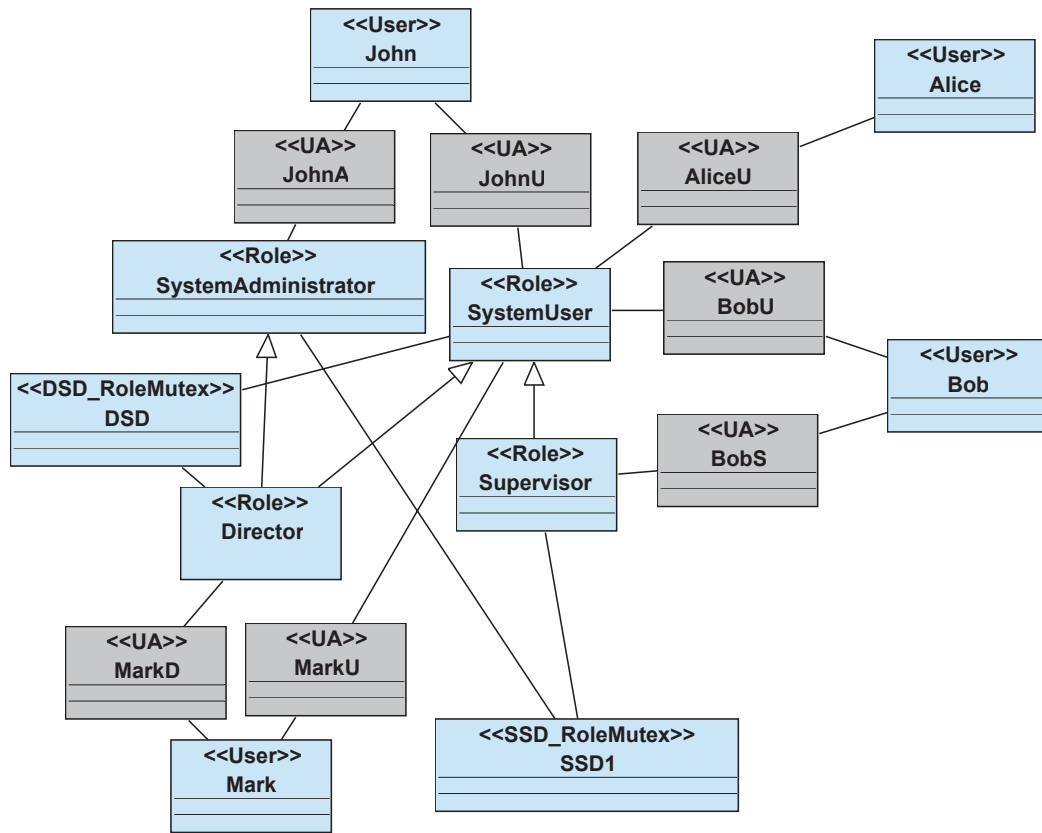 <<User>>
John
<<User>>
Alice
<<UA>>
JohnA
<<UA>>
JohnU
<<UA>>
AliceU
<<Role>>
SystemAdministrator
<<Role>>
SystemUser
<<UA>>
BobU
<<User>>
Bob
<<DSD_RoleMutex>>
DSD
<<UA>>
BobS
<<Role>>
Supervisor
<<Role>>
Director
<<UA>>
MarkD
<<UA>>
MarkU
<<SSD_RoleMutex>>
SSD1
<<User>>
Mark